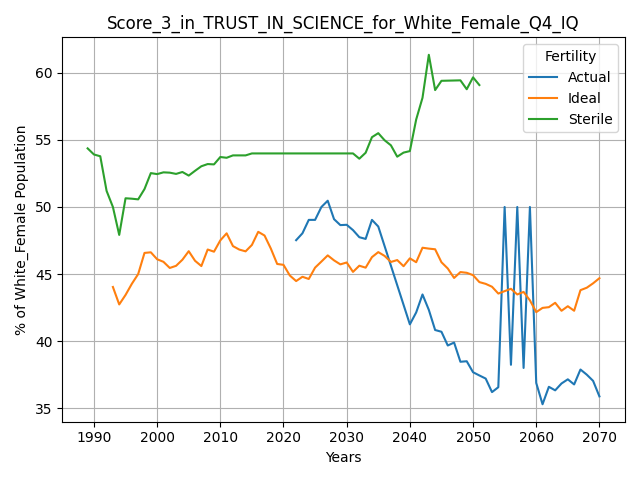 Score_3_in_TRUST_IN_SCIENCE_for_White_Female_Q4_IQ
% of White_Female Population
60
55
50
45
40
35
Fertility
Actual
Ideal
Sterile
1990 2000 2010 2020 2030 2040 2050 2060 2070
Years